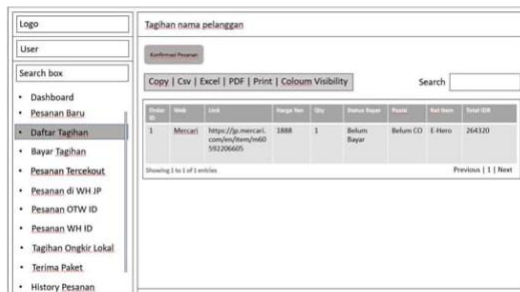 Logo
User
Search box
Dashboard
Pesanan Baru
Daftar Tagihan
Bayar Tagihan
Pesanan Tercekout
Pesanan di WH JP
Pesanan OTW ID
Pesanan WH ID
Tagihan Ongkir Lokal
Terima Paket
History Pesanan
Tagihan nama pelanggan
Konfirmasi Pesanan
Copy | Csv | Excel | PDF | Print | Coloum Visibility
Search
Order ID Web Link Harga Yen Qty Status Bayar Posisi Ket Item Total IDR
1 Mercari https://jp.mercari. 1888 1 Belum Belum CO E-Hero 264320
com/en/item/m60 Bayar
592206605
Showing 1 to 1 of 1 entries
Previous | 1 | Next